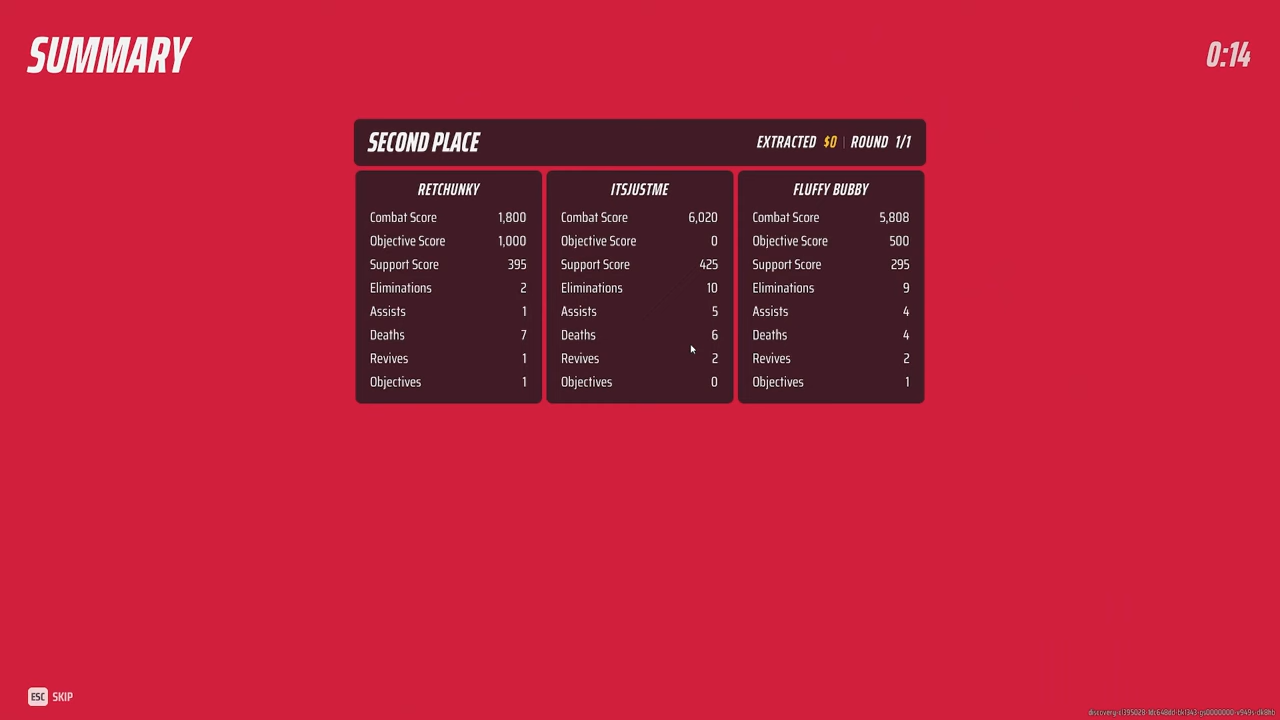 SUMMARY
0:14
SECOND PLACE
EXTRACTED $0 | ROUND 1/1
RETCHUNKY
Combat Score 1,800
Objective Score 1,000
Support Score 395
Eliminations 2
Assists 1
Deaths 7
Revives 1
Objectives 1
ITSJUSTME
Combat Score 6,020
Objective Score 0
Support Score 425
Eliminations 10
Assists 5
Deaths 6
Revives 2
Objectives 0
FLUFFY BUBBY
Combat Score 5,808
Objective Score 500
Support Score 295
Eliminations 9
Assists 4
Deaths 4
Revives 2
Objectives 1
ESC SKIP